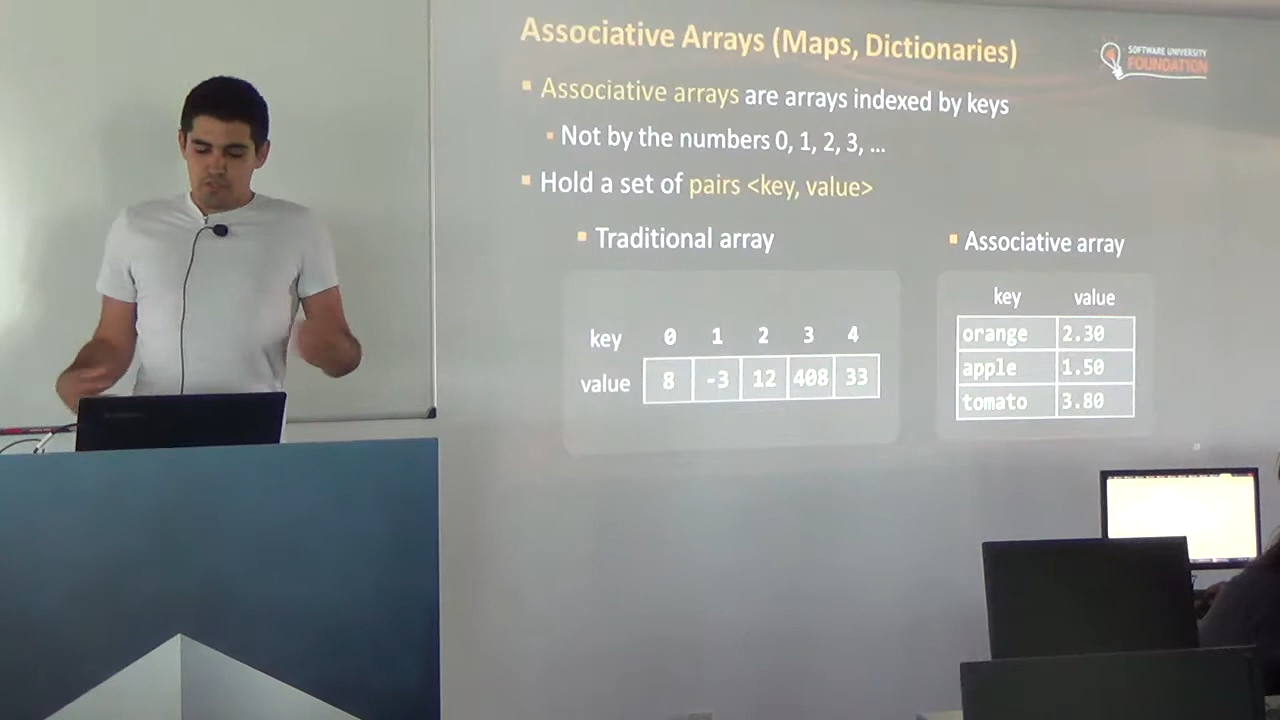 Associative Arrays (Maps, Dictionaries)
SOFTWARE UNIVERSITY
FOUNDATION
Associative arrays are arrays indexed by keys
Not by the numbers 0, 1, 2, 3, ...
Hold a set of pairs <key, value>
Traditional array
key 0 1 2 3 4
value 8 -3 12 408 33
Associative array
key value
orange 2.30
apple 1.50
tomato 3.80